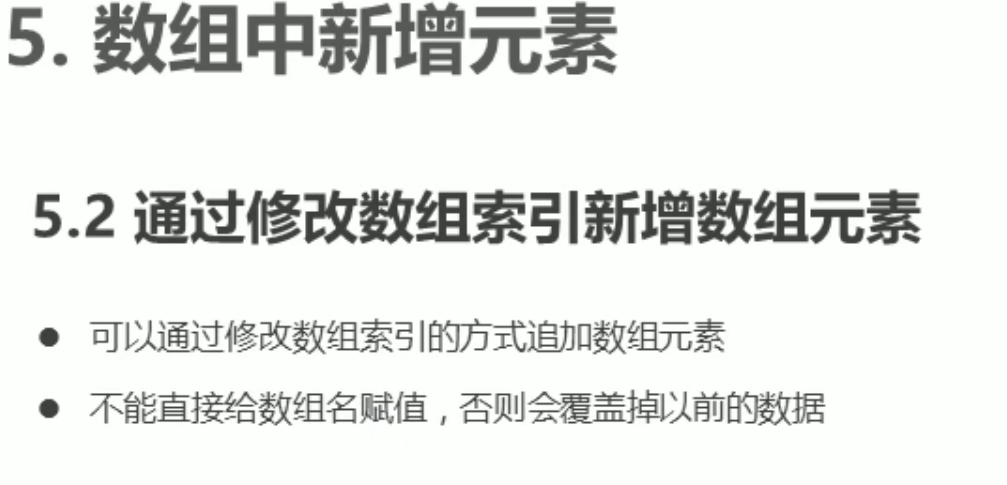 5. 数组中新增元素
5.2 通过修改数组索引新增数组元素
● 可以通过修改数组索引的方式追加数组元素
● 不能直接给数组名赋值，否则会覆盖掉以前的数据